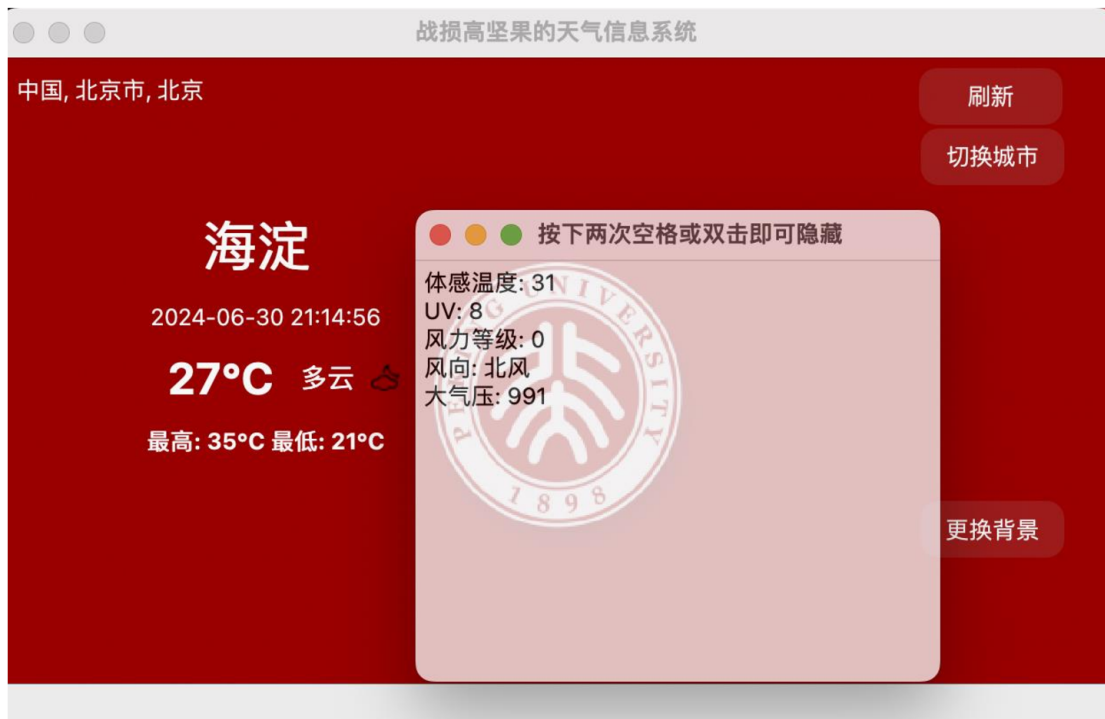 战损高坚果的天气信息系统
中国, 北京市, 北京
刷新
切换城市
海淀
2024-06-30 21:14:56
27°C 多云
最高: 35°C 最低: 21°C
按下两次空格或双击即可隐藏
体感温度: 31
UV: 8
风力等级: 0
风向: 北风
大气压: 991
PEKING UNIVERSITY
1898
更换背景